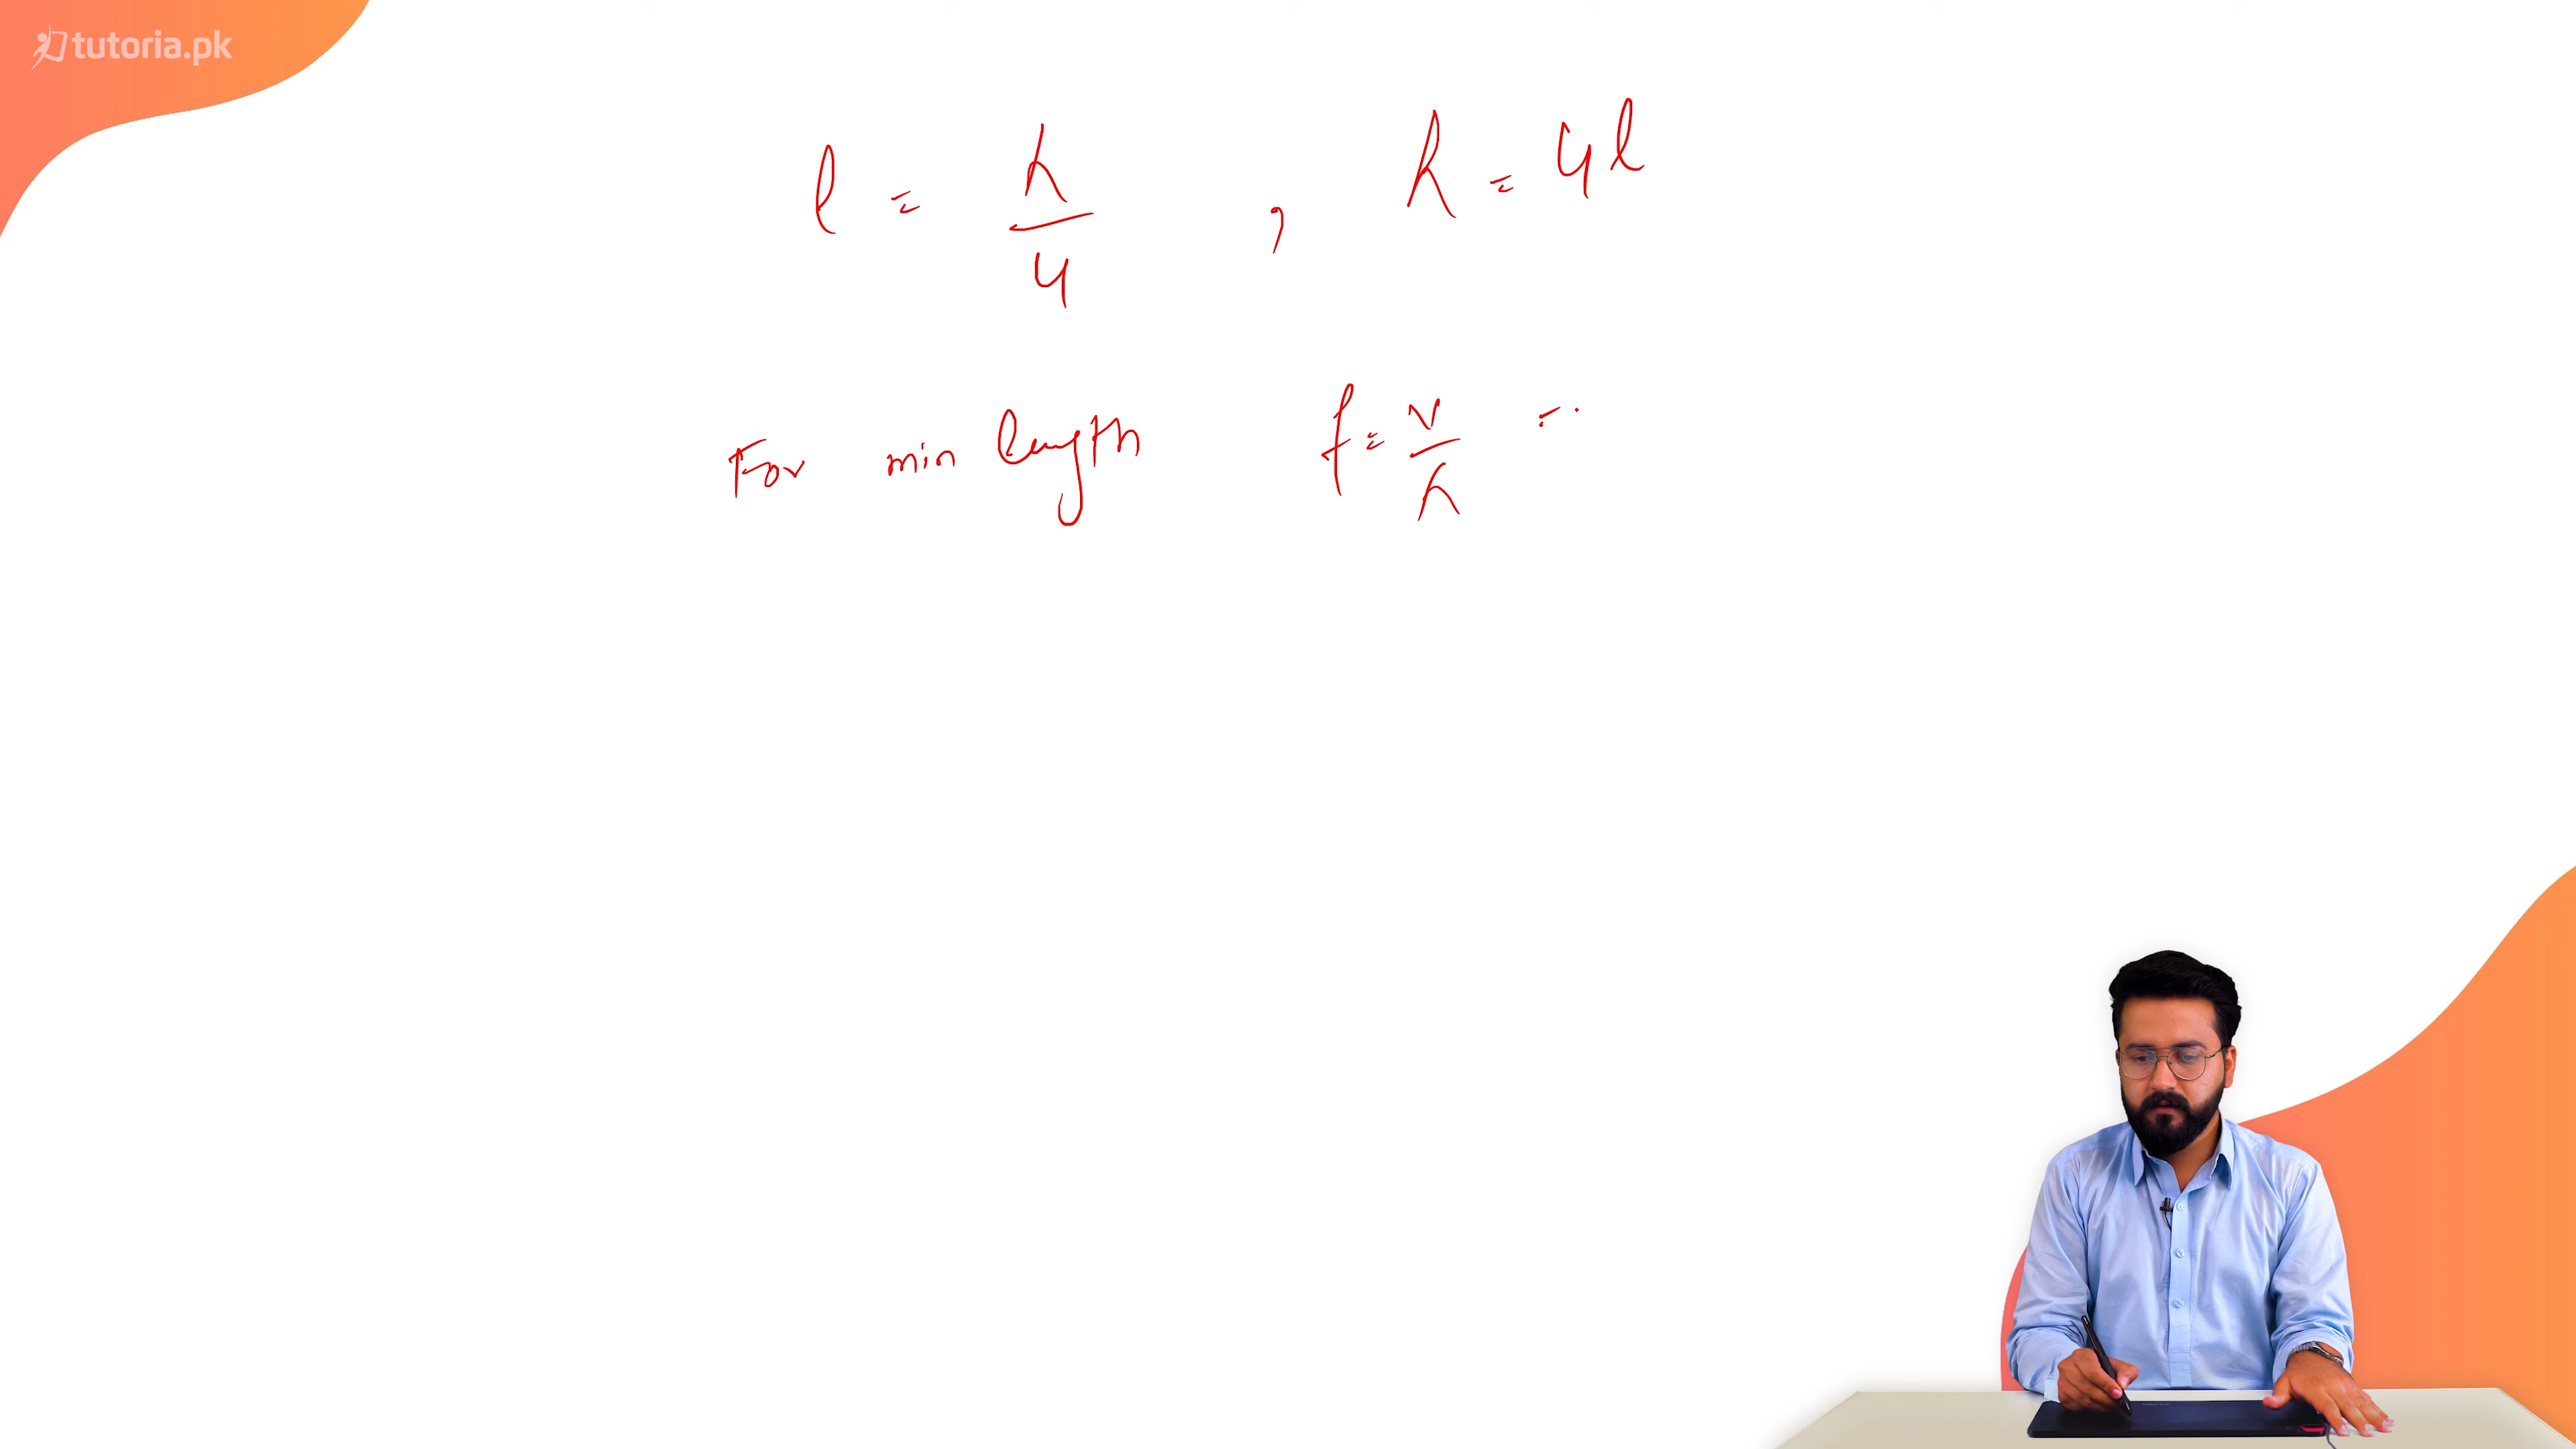 tutoria.pk
l = λ/4 , λ = 4l
For min length f = v/λ =